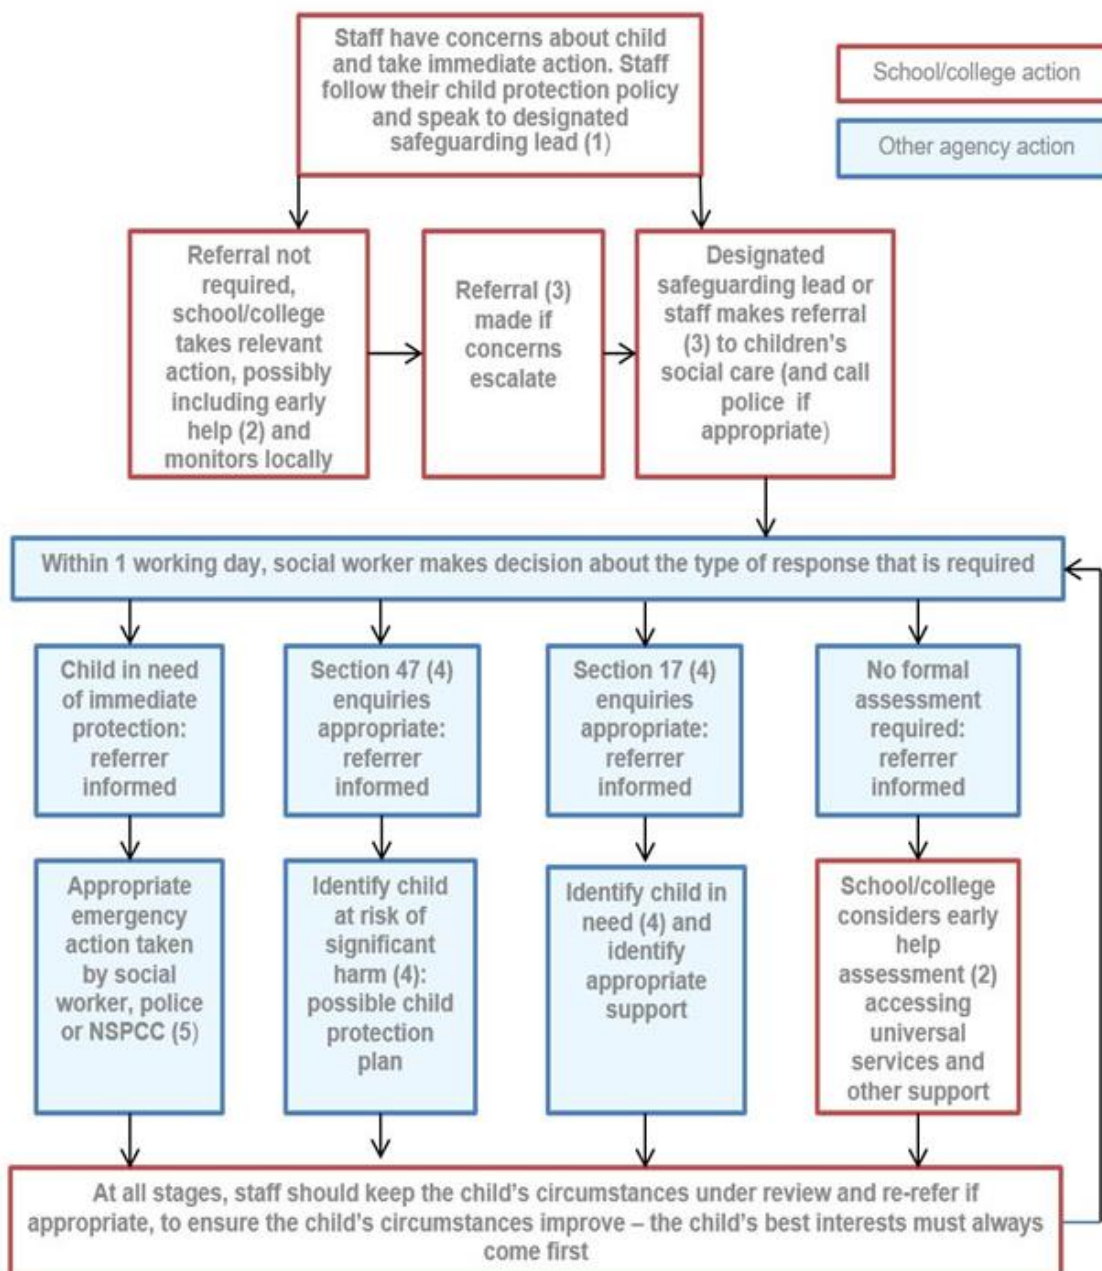 Staff have concerns about child
and take immediate action. Staff
follow their child protection policy
and speak to designated
safeguarding lead (1)
School/college action
Other agency action
Referral not
required,
school/college
takes relevant
action, possibly
including early
help (2) and
monitors locally
Referral (3)
made if
concerns
escalate
Designated
safeguarding lead or
staff makes referral
(3) to children's
social care (and call
police if
appropriate)
Within 1 working day, social worker makes decision about the type of response that is required
Child in need
of immediate
protection:
referrer
informed
Section 47 (4)
enquiries
appropriate:
referrer
informed
Section 17 (4)
enquiries
appropriate:
referrer
informed
No formal
assessment
required:
referrer
informed
Appropriate
emergency
action taken
by social
worker, police
or NSPCC (5)
Identify child
at risk of
significant
harm (4):
possible child
protection
plan
Identify child in
need (4) and
identify
appropriate
support
School/college
considers early
help
assessment (2)
accessing
universal
services and
other support
At all stages, staff should keep the child's circumstances under review and re-refer if
appropriate, to ensure the child's circumstances improve – the child's best interests must always
come first